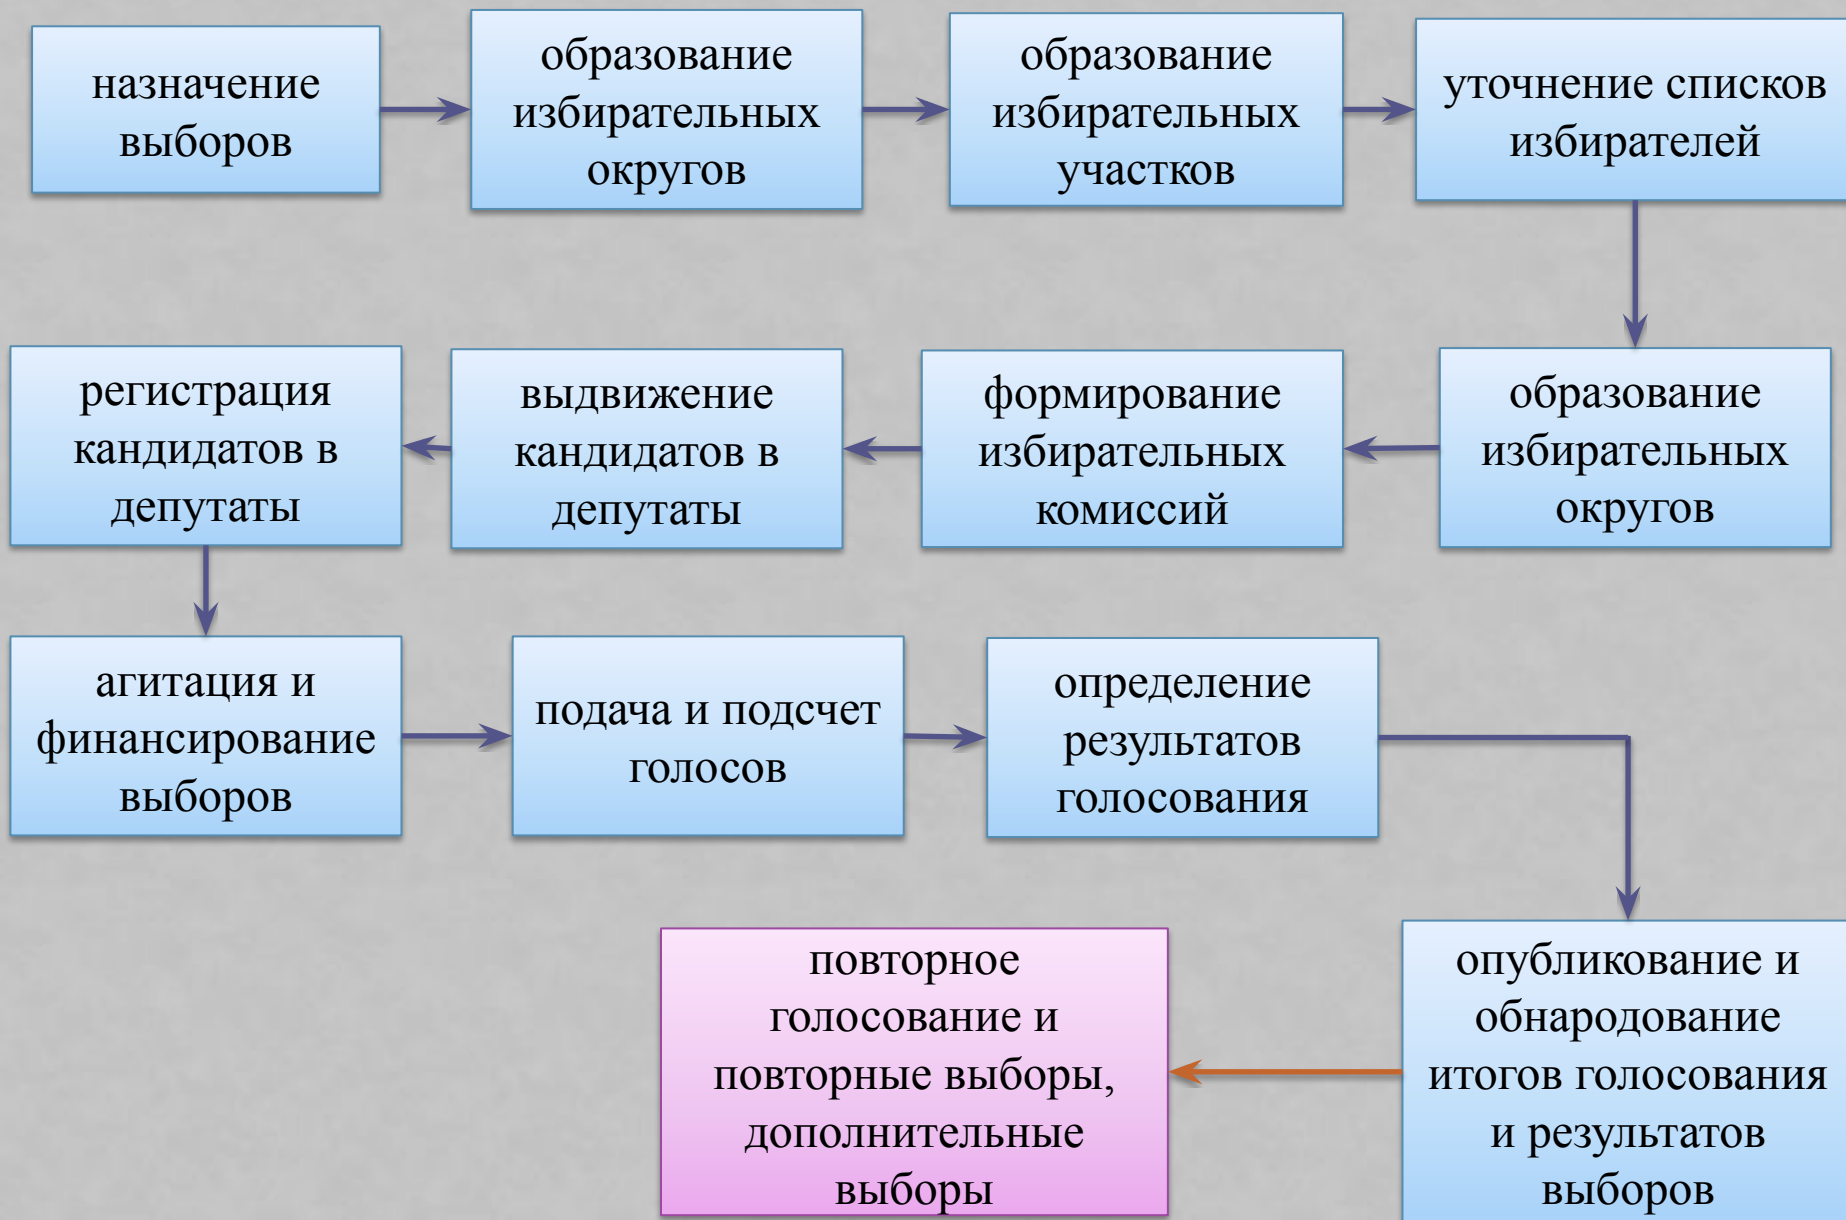 назначение
выборов
образование
избирательных
округов
образование
избирательных
участков
уточнение списков
избирателей
образование
избирательных
округов
формирование
избирательных
комиссий
выдвижение
кандидатов в
депутаты
регистрация
кандидатов в
депутаты
агитация и
финансирование
выборов
подача и подсчет
голосов
определение
результатов
голосования
опубликование и
обнародование
итогов голосования
и результатов
выборов
повторное
голосование и
повторные выборы,
дополнительные
выборы